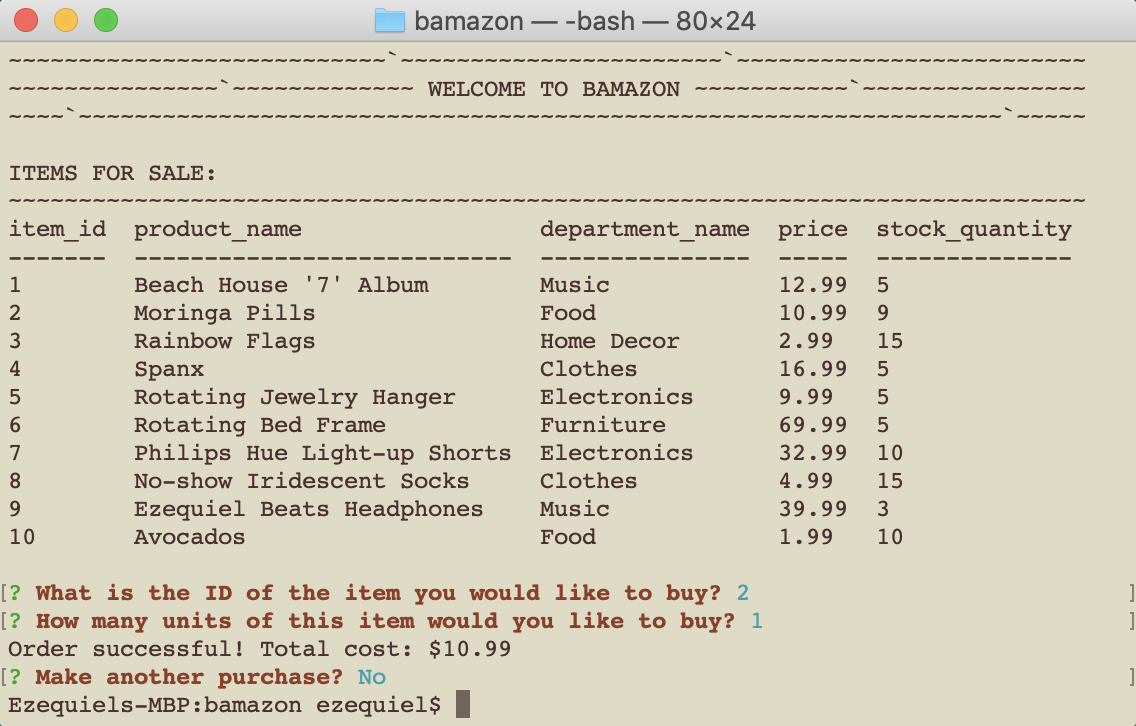 ~~~~~~~~~~~~~~~~~~~~~~~~~~~`~~~~~~~~~~~~~~~~~~~~~~~`~~~~~~~~~~~~~~~~~~~~~~~~~
~~~~~~~~~~~~~~~`~~~~~~~~~~~~~ WELCOME TO BAMAZON ~~~~~~~~~~~`~~~~~~~~~~~~~~~~
~~~~`~~~~~~~~~~~~~~~~~~~~~~~~~~~~~~~~~~~~~~~~~~~~~~~~~~~~~~~~~~~~~~~~~~`~~~~~
ITEMS FOR SALE:
~~~~~~~~~~~~~~~~~~~~~~~~~~~~~~~~~~~~~~~~~~~~~~~~~~~~~~~~~~~~~~~~~~~~~~~~~~~~~
item_id  product_name                 department_name  price  stock_quantity
-------  ---------------------------  ---------------  -----  --------------
1        Beach House '7' Album        Music            12.99  5
2        Moringa Pills                Food             10.99  9
3        Rainbow Flags                Home Decor       2.99   15
4        Spanx                        Clothes          16.99  5
5        Rotating Jewelry Hanger      Electronics      9.99   5
6        Rotating Bed Frame           Furniture        69.99  5
7        Philips Hue Light-up Shorts  Electronics      32.99  10
8        No-show Iridescent Socks     Clothes          4.99   15
9        Ezequiel Beats Headphones    Music            39.99  3
10       Avocados                     Food             1.99   10
[? What is the ID of the item you would like to buy? 2 ]
[? How many units of this item would you like to buy? 1 ]
Order successful! Total cost: $10.99
[? Make another purchase? No ]
Ezequiels-MBP:bamazon ezequiel$
bamazon — -bash — 80×24